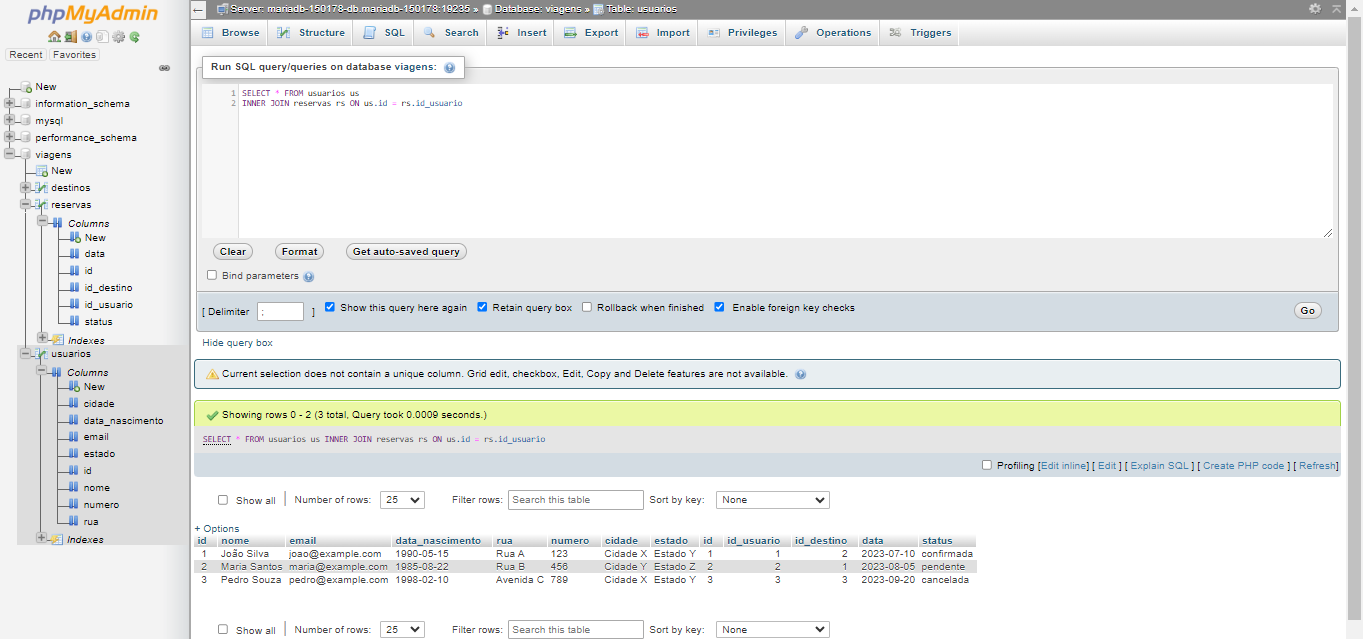 phpMyAdmin
Recent Favorites
New
information_schema
mysql
performance_schema
viagens
New
destinos
reservas
Columns
New
data
id
id_destino
id_usuario
status
Indexes
usuarios
Columns
New
cidade
data_nascimento
email
estado
id
nome
numero
rua
Indexes
Server: mariadb-150178-db.mariadb-150178:19235 » Database: viagens » Table: usuarios
Browse Structure SQL Search Insert Export Import Privileges Operations Triggers
Run SQL query/queries on database viagens:
1 SELECT * FROM usuarios us
2 INNER JOIN reservas rs ON us.id = rs.id_usuario
Clear Format Get auto-saved query
Bind parameters
[ Delimiter ; ] Show this query here again Retain query box Rollback when finished Enable foreign key checks Go
Hide query box
Current selection does not contain a unique column. Grid edit, checkbox, Edit, Copy and Delete features are not available.
Showing rows 0 - 2 (3 total, Query took 0.0009 seconds.)
SELECT * FROM usuarios us INNER JOIN reservas rs ON us.id = rs.id_usuario
Profiling [Edit inline] [ Edit ] [ Explain SQL ] [ Create PHP code ] [ Refresh]
Show all Number of rows: 25 Filter rows: Search this table Sort by key: None
+ Options
id nome email data_nascimento rua numero cidade estado id id_usuario id_destino data status
1 João Silva joao@example.com 1990-05-15 Rua A 123 Cidade X Estado Y 1 1 2 2023-07-10 confirmada
2 Maria Santos maria@example.com 1985-08-22 Rua B 456 Cidade Y Estado Z 2 2 1 2023-08-05 pendente
3 Pedro Souza pedro@example.com 1998-02-10 Avenida C 789 Cidade X Estado Y 3 3 3 2023-09-20 cancelada
Show all Number of rows: 25 Filter rows: Search this table Sort by key: None